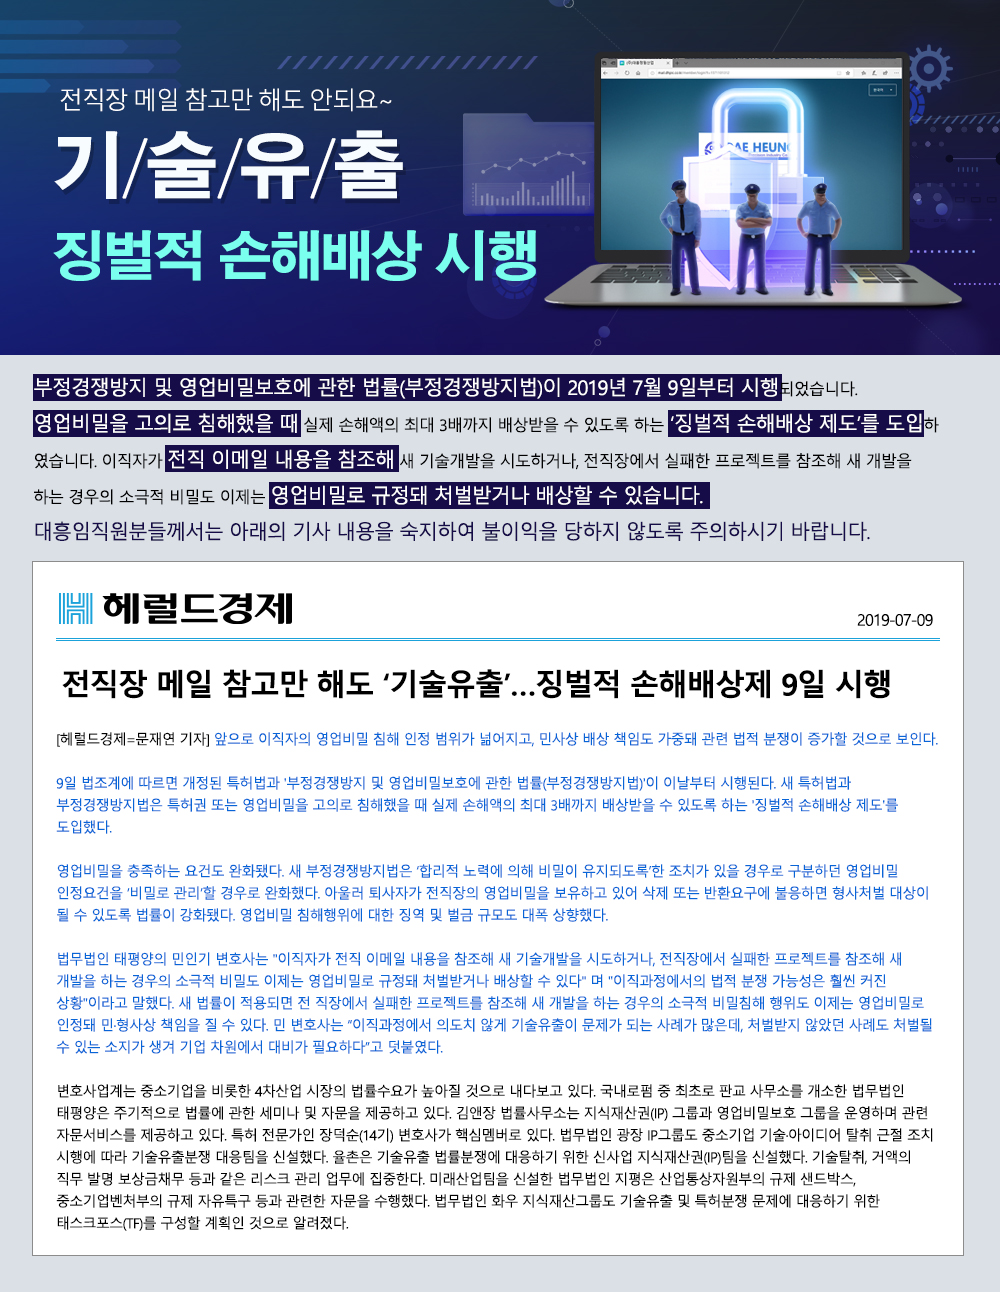 전직장 메일 참고만 해도 안되요~
기/술/유/출
징벌적 손해배상 시행
DAE HEUNG
부정경쟁방지 및 영업비밀보호에 관한 법률(부정경쟁방지법)이 2019년 7월 9일부터 시행되었습니다.
영업비밀을 고의로 침해했을 때 실제 손해액의 최대 3배까지 배상받을 수 있도록 하는 ‘징벌적 손해배상 제도’를 도입하
였습니다. 이직자가 전직 이메일 내용을 참조해 새 기술개발을 시도하거나, 전직장에서 실패한 프로젝트를 참조해 새 개발을
하는 경우의 소극적 비밀도 이제는 영업비밀로 규정돼 처벌받거나 배상할 수 있습니다.
대흥임직원분들께서는 아래의 기사 내용을 숙지하여 불이익을 당하지 않도록 주의하시기 바랍니다.
헤럴드경제
2019-07-09
전직장 메일 참고만 해도 ‘기술유출’...징벌적 손해배상제 9일 시행
[헤럴드경제=문재연 기자] 앞으로 이직자의 영업비밀 침해 인정 범위가 넓어지고, 민사상 배상 책임도 가중돼 관련 법적 분쟁이 증가할 것으로 보인다.
9일 법조계에 따르면 개정된 특허법과 '부정경쟁방지 및 영업비밀보호에 관한 법률(부정경쟁방지법)'이 이날부터 시행된다. 새 특허법과
부정경쟁방지법은 특허권 또는 영업비밀을 고의로 침해했을 때 실제 손해액의 최대 3배까지 배상받을 수 있도록 하는 '징벌적 손해배상 제도'를
도입했다.
영업비밀을 충족하는 요건도 완화됐다. 새 부정경쟁방지법은 ‘합리적 노력에 의해 비밀이 유지되도록’한 조치가 있을 경우로 구분하던 영업비밀
인정요건을 ‘비밀로 관리’할 경우로 완화했다. 아울러 퇴사자가 전직장의 영업비밀을 보유하고 있어 삭제 또는 반환요구에 불응하면 형사처벌 대상이
될 수 있도록 법률이 강화됐다. 영업비밀 침해행위에 대한 징역 및 벌금 규모도 대폭 상향했다.
법무법인 태평양의 민인기 변호사는 "이직자가 전직 이메일 내용을 참조해 새 기술개발을 시도하거나, 전직장에서 실패한 프로젝트를 참조해 새
개발을 하는 경우의 소극적 비밀도 이제는 영업비밀로 규정돼 처벌받거나 배상할 수 있다" 며 "이직과정에서의 법적 분쟁 가능성은 훨씬 커진
상황"이라고 말했다. 새 법률이 적용되면 전 직장에서 실패한 프로젝트를 참조해 새 개발을 하는 경우의 소극적 비밀침해 행위도 이제는 영업비밀로
인정돼 민·형사상 책임을 질 수 있다. 민 변호사는 “이직과정에서 의도치 않게 기술유출이 문제가 되는 사례가 많은데, 처벌받지 않았던 사례도 처벌될
수 있는 소지가 생겨 기업 차원에서 대비가 필요하다”고 덧붙였다.
변호사업계는 중소기업을 비롯한 4차산업 시장의 법률수요가 높아질 것으로 내다보고 있다. 국내로펌 중 최초로 판교 사무소를 개소한 법무법인
태평양은 주기적으로 법률에 관한 세미나 및 자문을 제공하고 있다. 김앤장 법률사무소는 지식재산권(IP) 그룹과 영업비밀보호 그룹을 운영하며 관련
자문서비스를 제공하고 있다. 특허 전문가인 장덕순(14기) 변호사가 핵심멤버로 있다. 법무법인 광장 IP그룹도 중소기업 기술·아이디어 탈취 근절 조치
시행에 따라 기술유출분쟁 대응팀을 신설했다. 율촌은 기술유출 법률분쟁에 대응하기 위한 신사업 지식재산권(IP)팀을 신설했다. 기술탈취, 거액의
직무 발명 보상금채무 등과 같은 리스크 관리 업무에 집중한다. 미래산업팀을 신설한 법무법인 지평은 산업통상자원부의 규제 샌드박스,
중소기업벤처부의 규제 자유특구 등과 관련한 자문을 수행했다. 법무법인 화우 지식재산그룹도 기술유출 및 특허분쟁 문제에 대응하기 위한
태스크포스(TF)를 구성할 계획인 것으로 알려졌다.